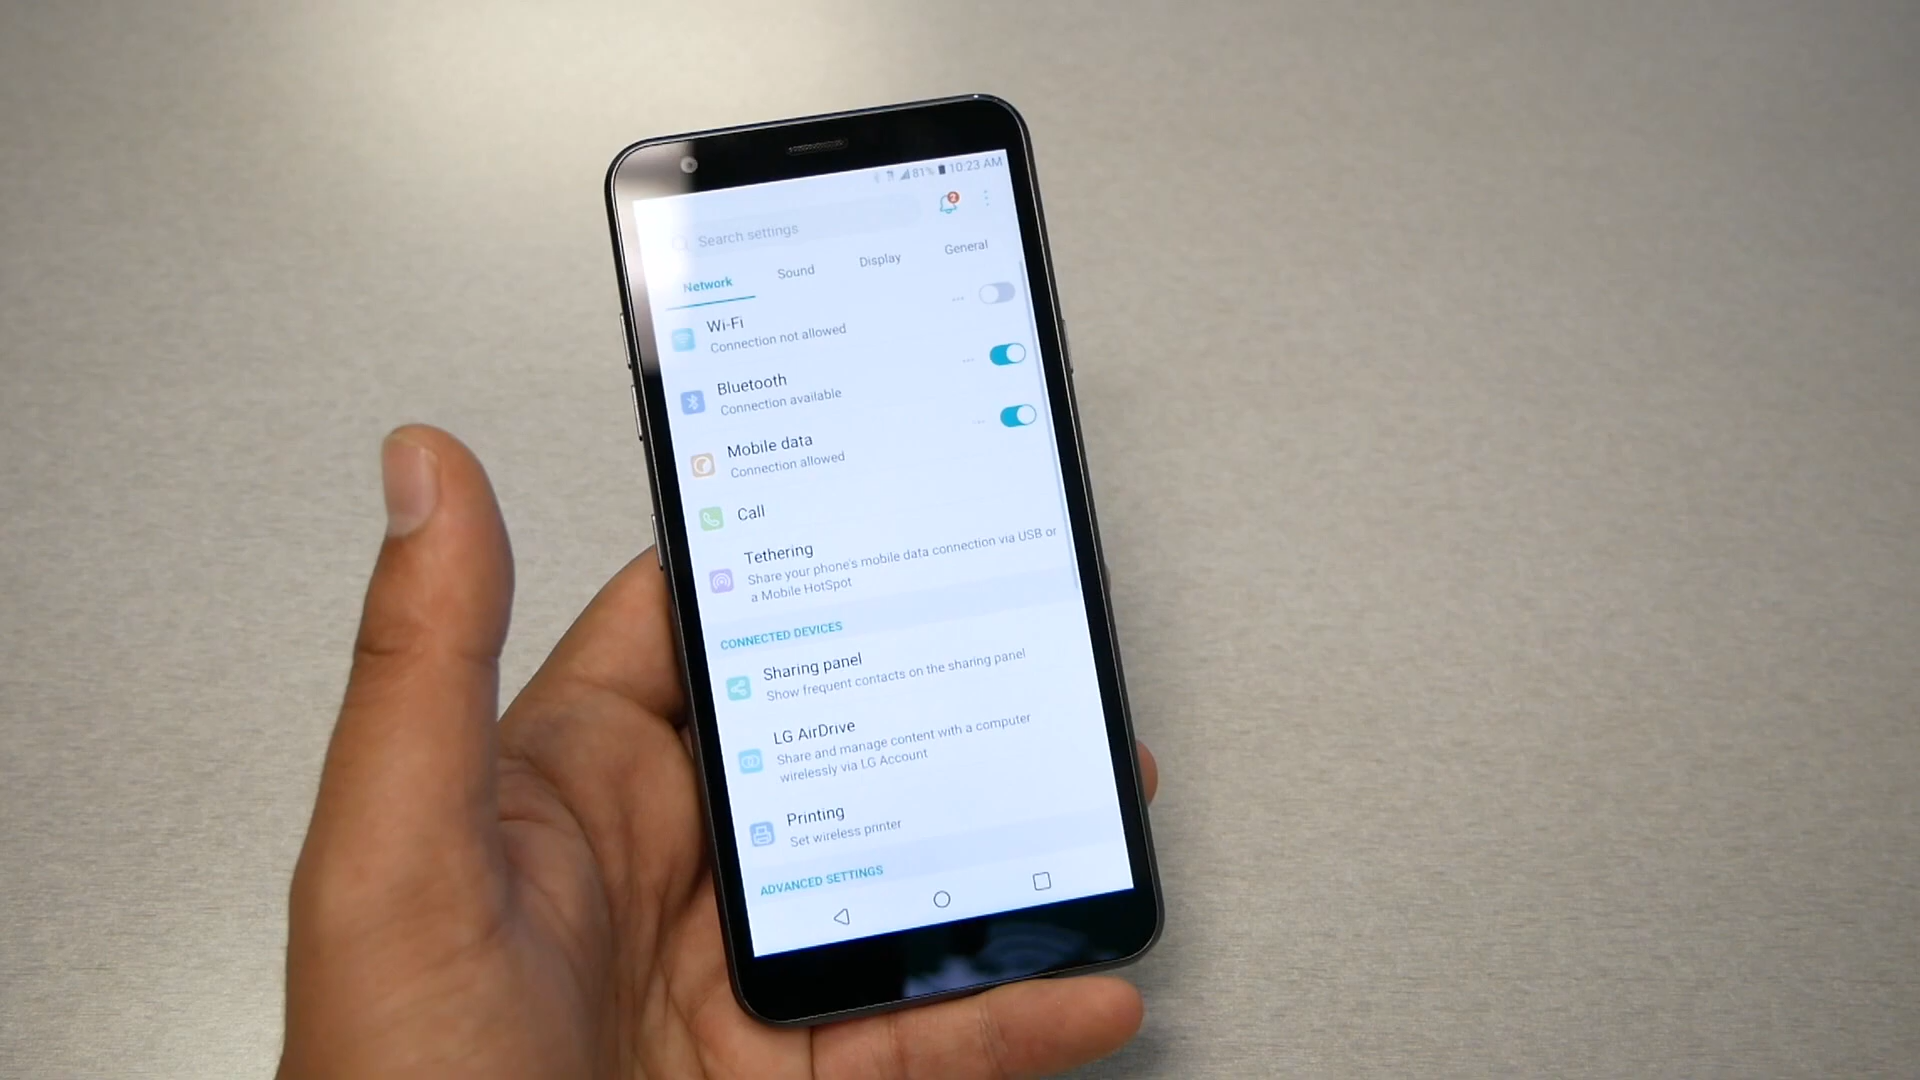 81% 10:23 AM
2
Search settings
Network Sound Display General
Wi-Fi
Connection not allowed
Bluetooth
Connection available
Mobile data
Connection allowed
Call
Tethering
Share your phone's mobile data connection via USB or
a Mobile HotSpot
CONNECTED DEVICES
Sharing panel
Show frequent contacts on the sharing panel
LG AirDrive
Share and manage content with a computer
wirelessly via LG Account
Printing
Set wireless printer
ADVANCED SETTINGS